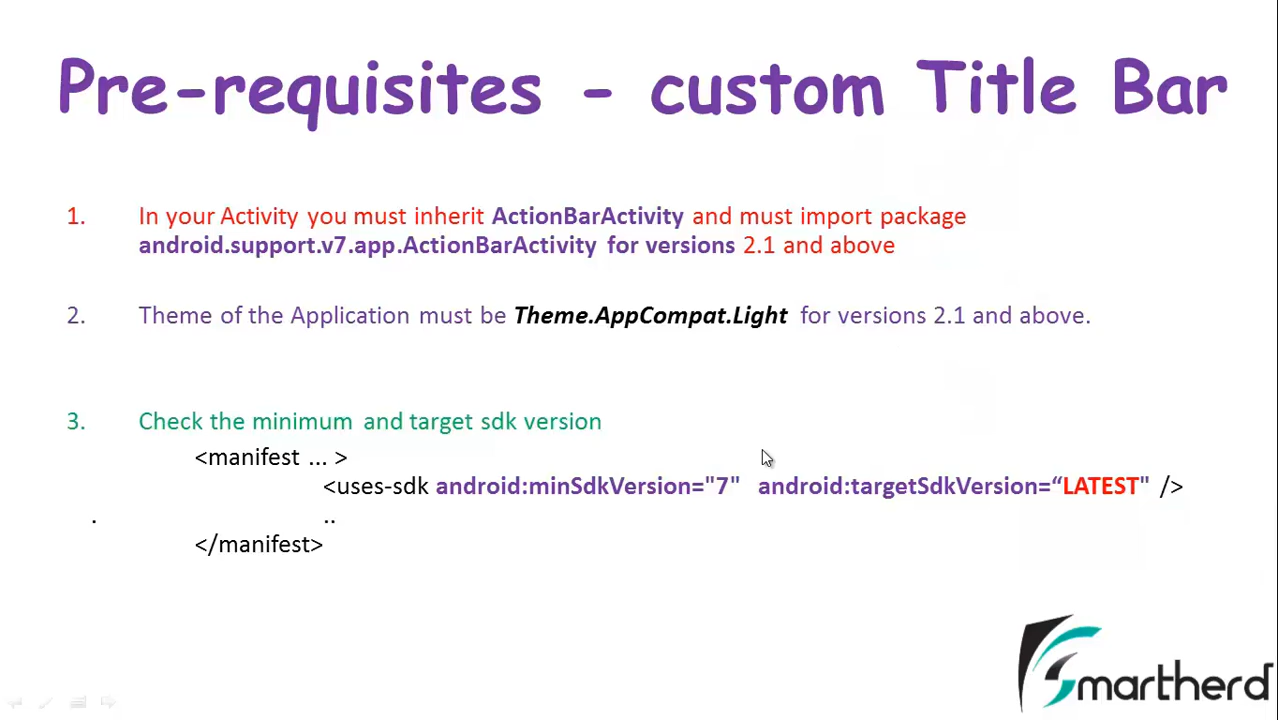 Pre-requisites - custom Title Bar
1. In your Activity you must inherit ActionBarActivity and must import package
android.support.v7.app.ActionBarActivity for versions 2.1 and above
2. Theme of the Application must be Theme.AppCompat.Light for versions 2.1 and above.
3. Check the minimum and target sdk version
<manifest ... >
<uses-sdk android:minSdkVersion="7" android:targetSdkVersion=“LATEST" />
. ..
</manifest>
Smartherd